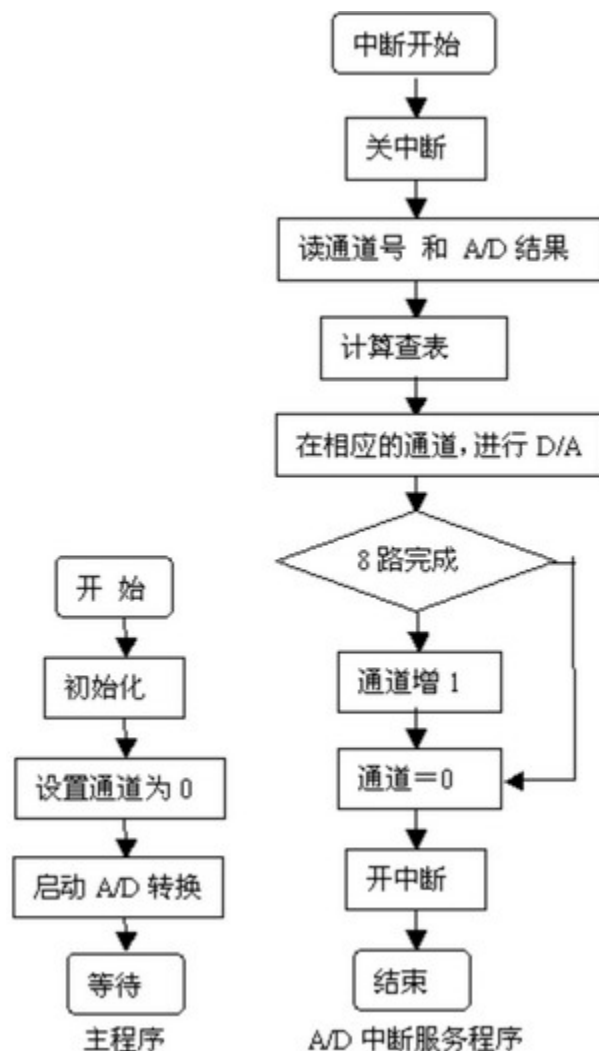 中断开始
关中断
读通道号 和 A/D 结果
计算查表
在相应的通道，进行 D/A
8 路完成
通道增 1
通道＝0
开中断
结束
A/D 中断服务程序
开 始
初始化
设置通道为 0
启动 A/D 转换
等待
主程序